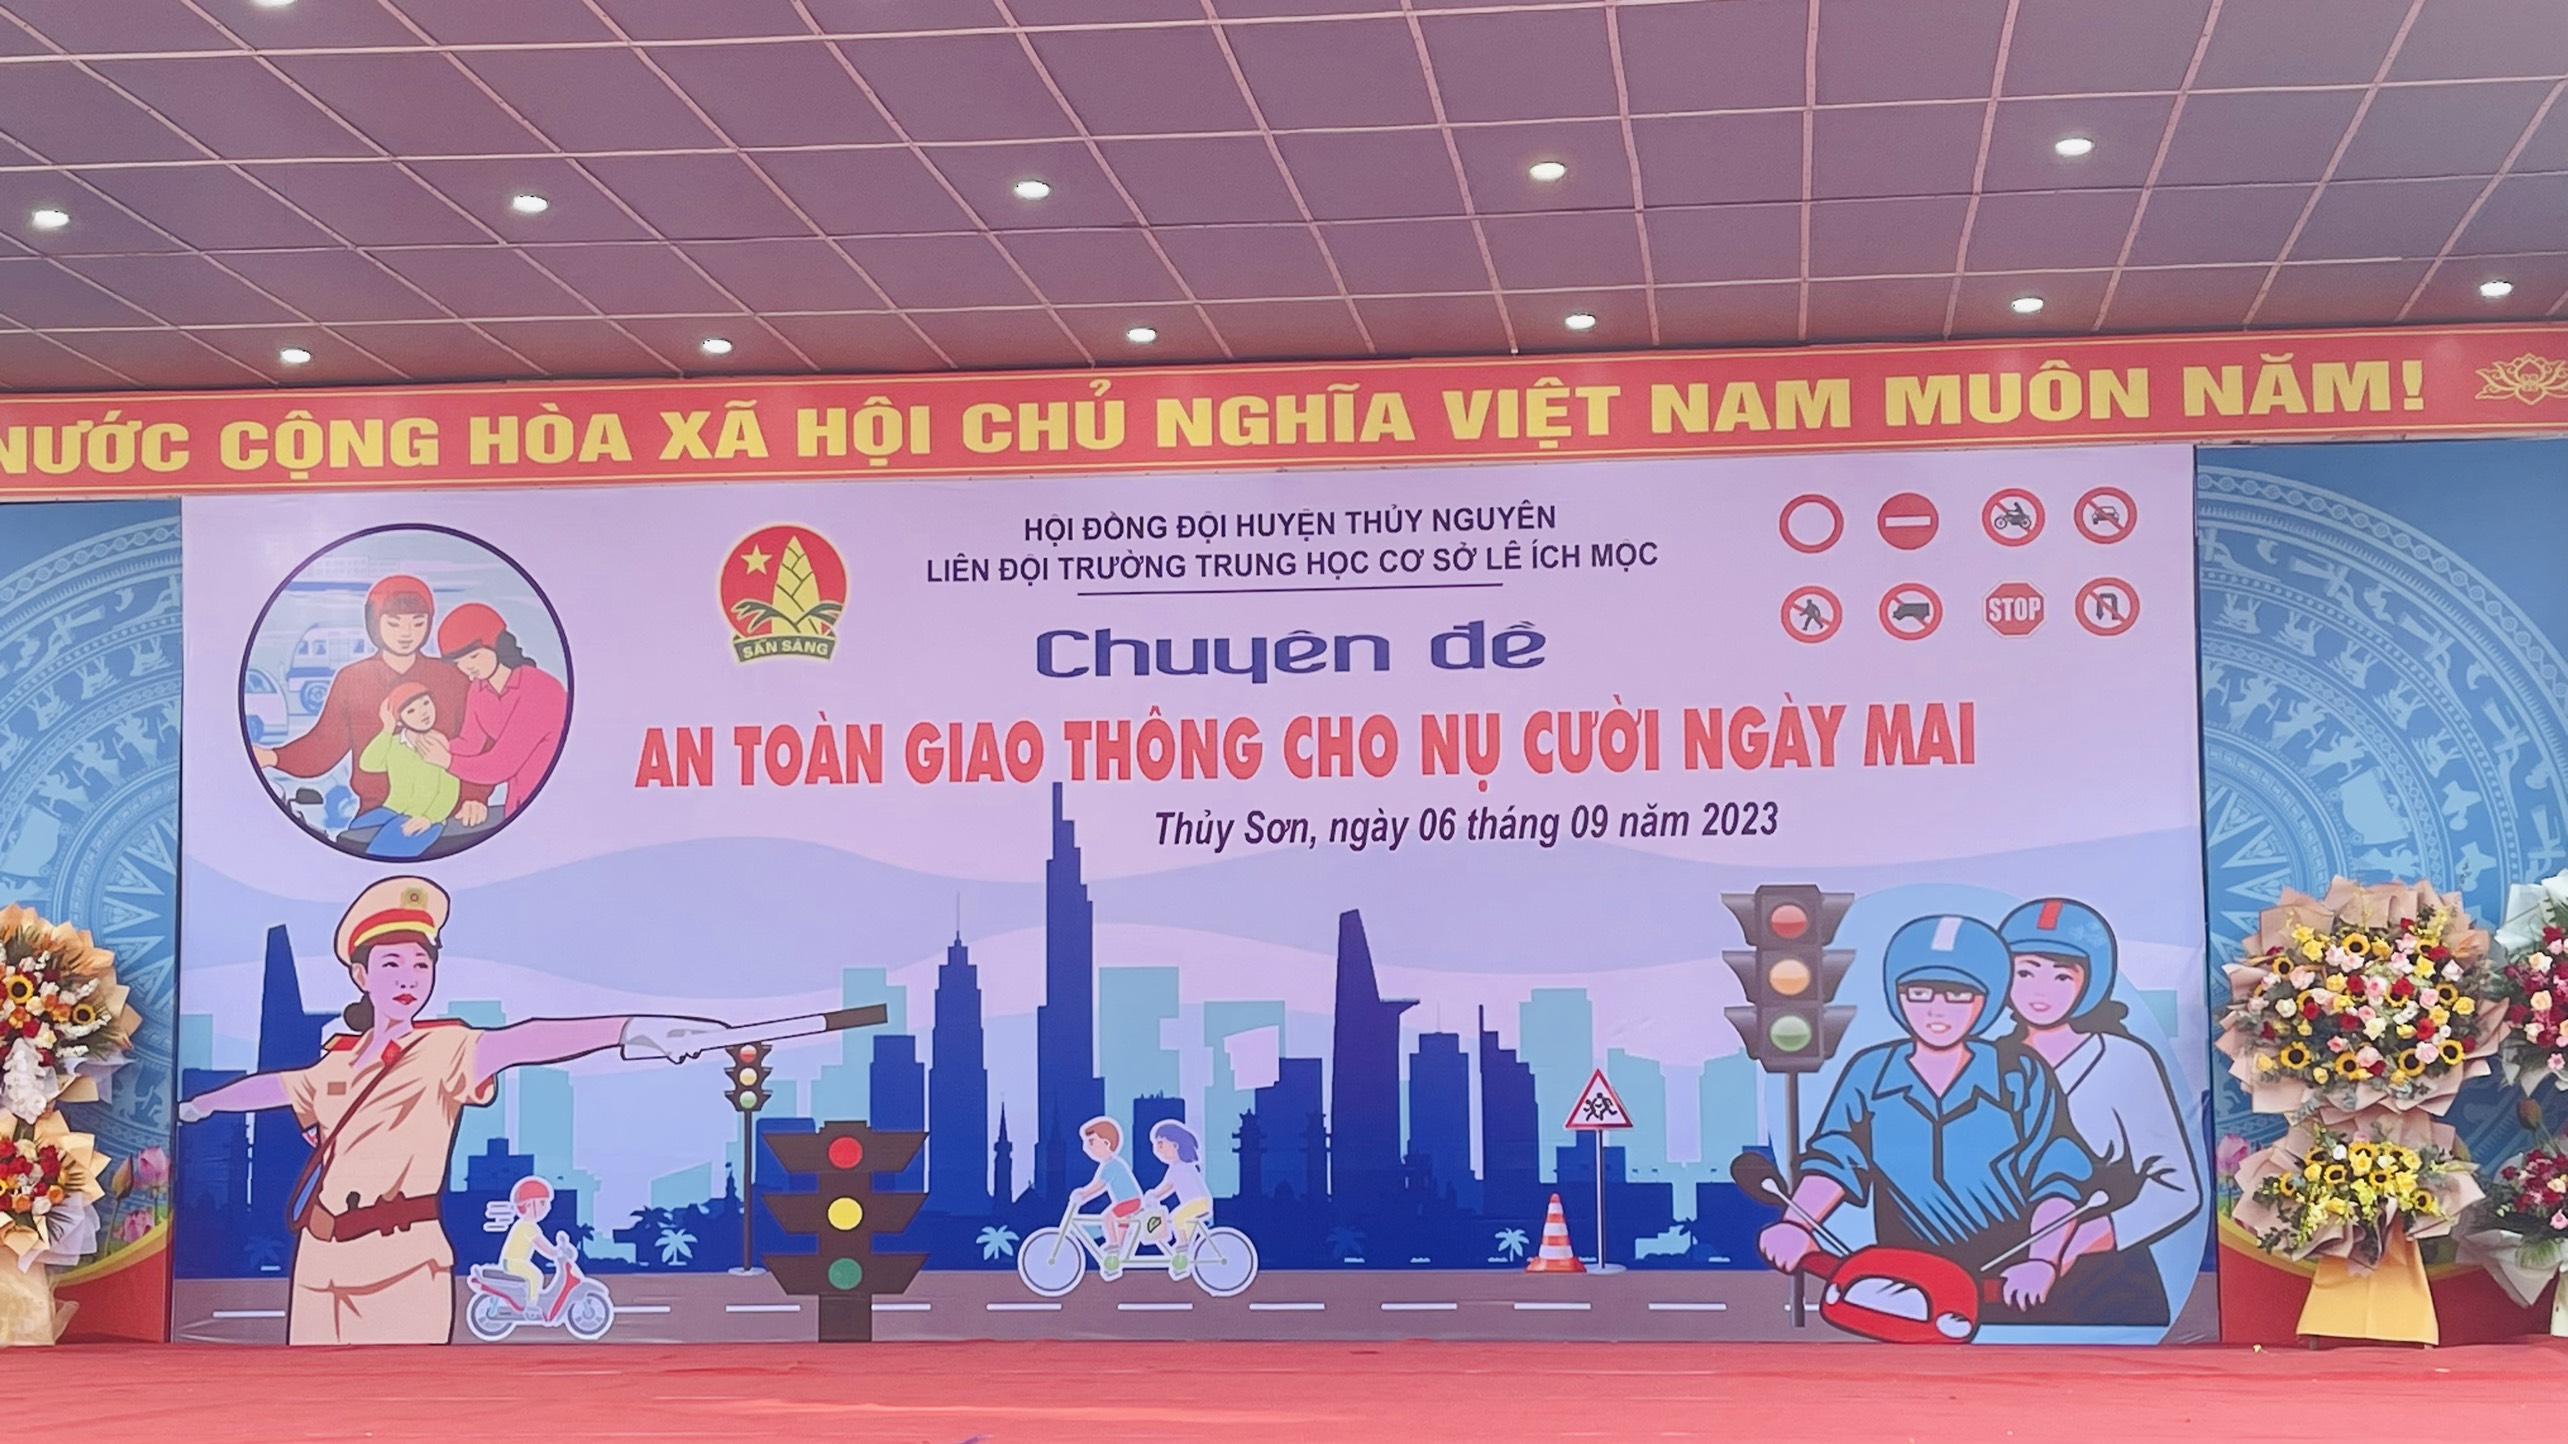 NƯỚC CỘNG HÒA XÃ HỘI CHỦ NGHĨA VIỆT NAM MUÔN NĂM!
HỘI ĐỒNG ĐỘI HUYỆN THỦY NGUYÊN
LIÊN ĐỘI TRƯỜNG TRUNG HỌC CƠ SỞ LÊ ÍCH MỘC
SẴN SÀNG
STOP
Chuyên đề
AN TOÀN GIAO THÔNG CHO NỤ CƯỜI NGÀY MAI
Thủy Sơn, ngày 06 tháng 09 năm 2023